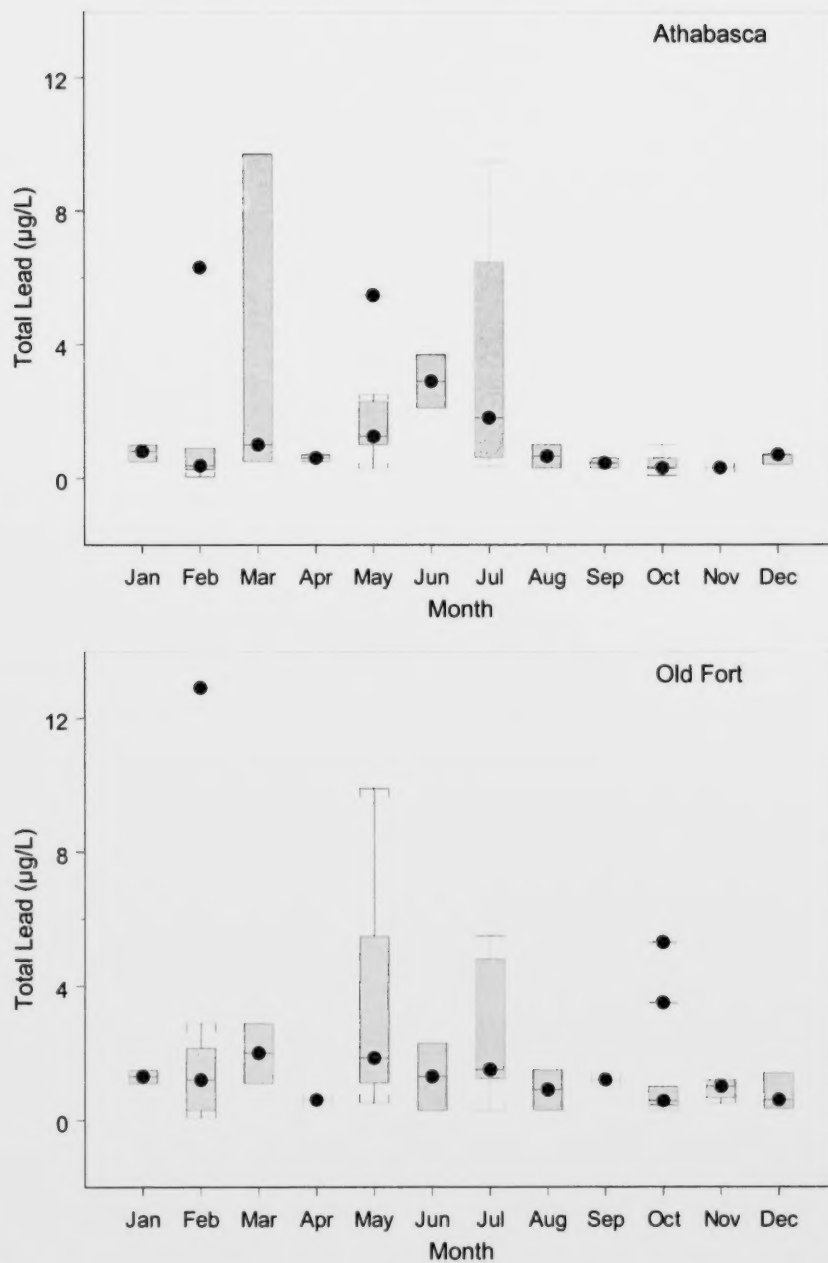 Athabasca
12
8
4
0
Total Lead (µg/L)
Jan Feb Mar Apr May Jun Jul Aug Sep Oct Nov Dec
Month
Old Fort
12
8
4
0
Total Lead (µg/L)
Jan Feb Mar Apr May Jun Jul Aug Sep Oct Nov Dec
Month